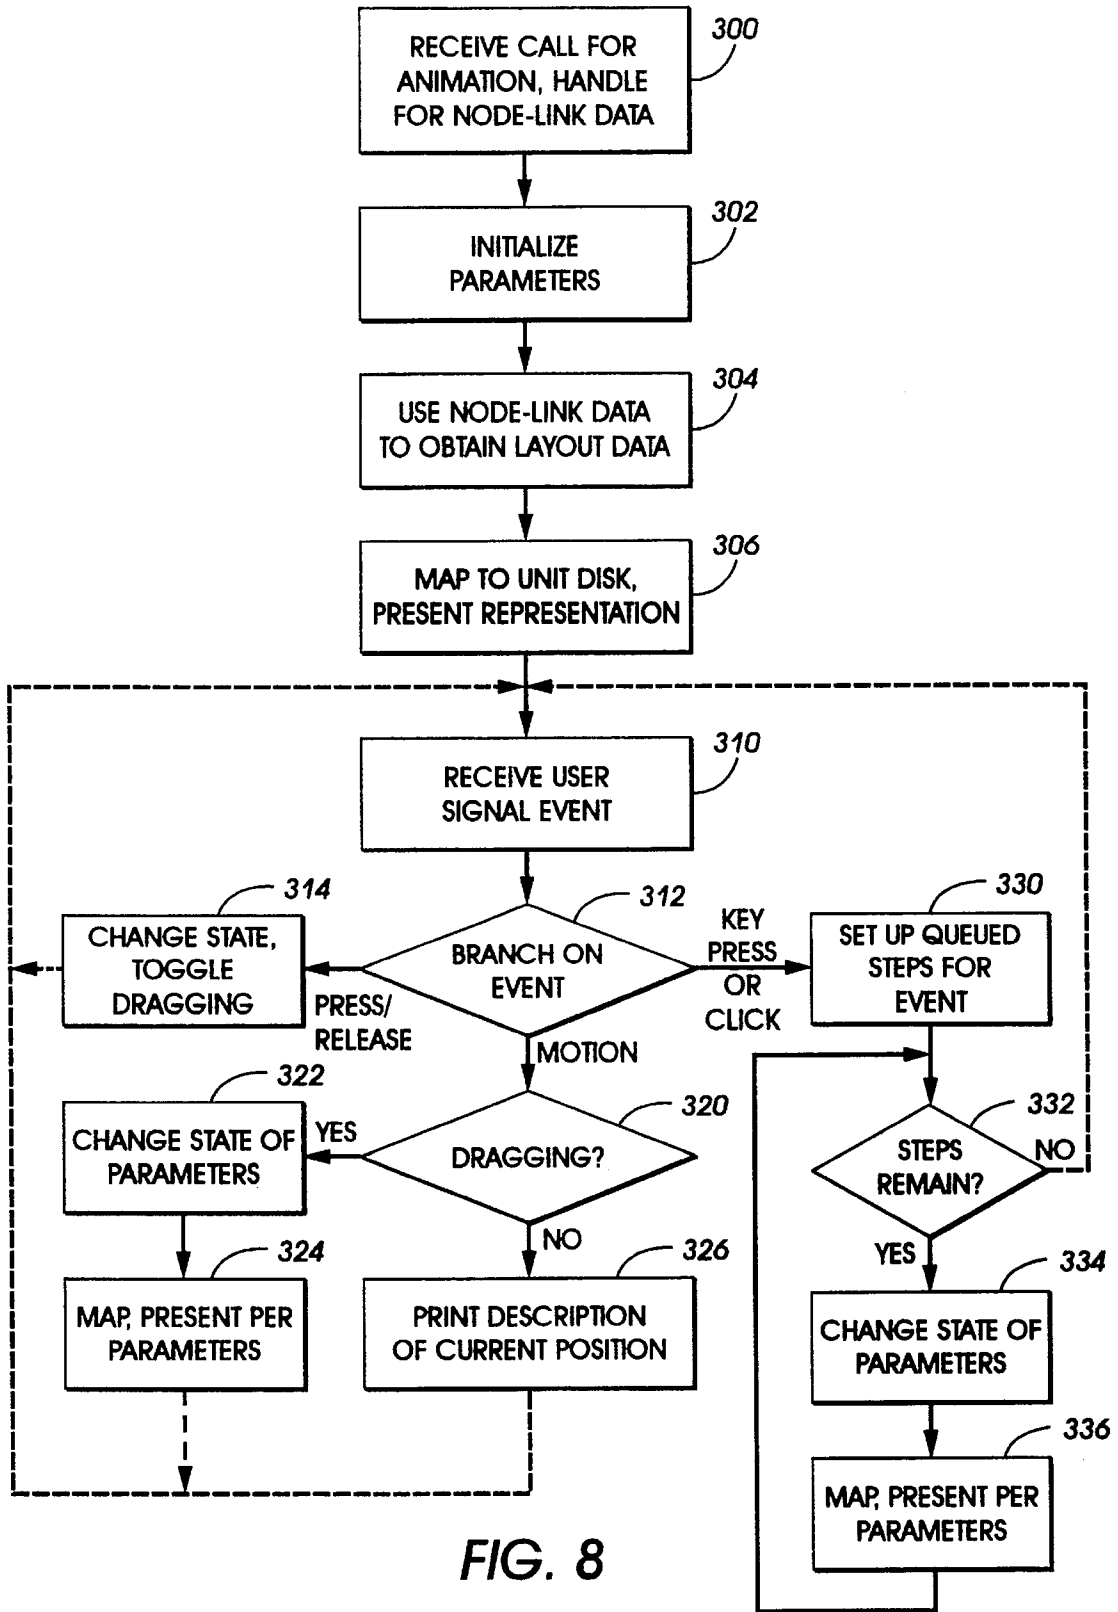 300
RECEIVE CALL FOR
ANIMATION, HANDLE
FOR NODE-LINK DATA
302
INITIALIZE
PARAMETERS
304
USE NODE-LINK DATA
TO OBTAIN LAYOUT DATA
306
MAP TO UNIT DISK,
PRESENT REPRESENTATION
310
RECEIVE USER
SIGNAL EVENT
314
CHANGE STATE,
TOGGLE
DRAGGING
PRESS/
RELEASE
312
BRANCH ON
EVENT
KEY
PRESS
OR
CLICK
330
SET UP QUEUED
STEPS FOR
EVENT
MOTION
322
CHANGE STATE OF
PARAMETERS
YES
320
DRAGGING?
332
STEPS
REMAIN?
NO
NO
YES
324
MAP, PRESENT PER
PARAMETERS
326
PRINT DESCRIPTION
OF CURRENT POSITION
334
CHANGE STATE OF
PARAMETERS
336
MAP, PRESENT PER
PARAMETERS
FIG. 8